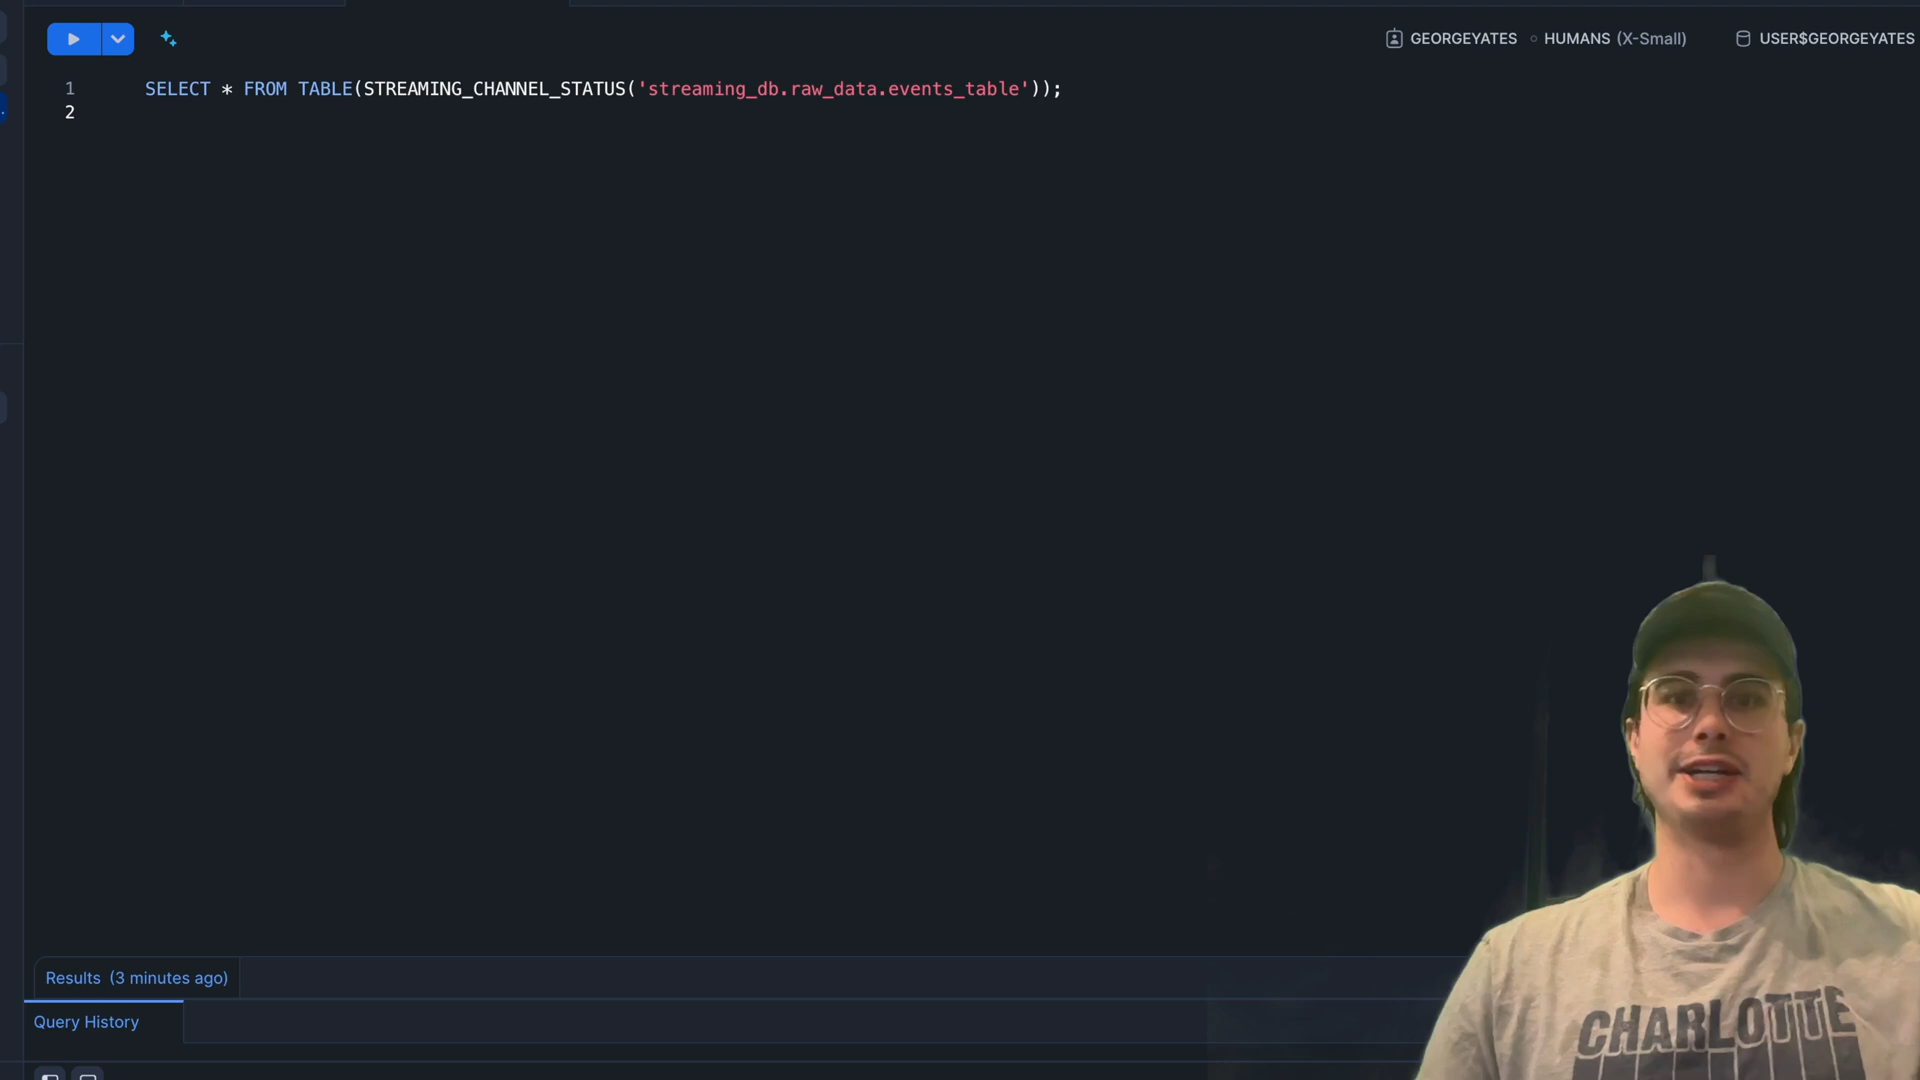 GEORGEYATES HUMANS (X-Small) USER$GEORGEYATES
1 SELECT * FROM TABLE(STREAMING_CHANNEL_STATUS('streaming_db.raw_data.events_table'));
2
Results (3 minutes ago)
Query History
CHARLOTTE